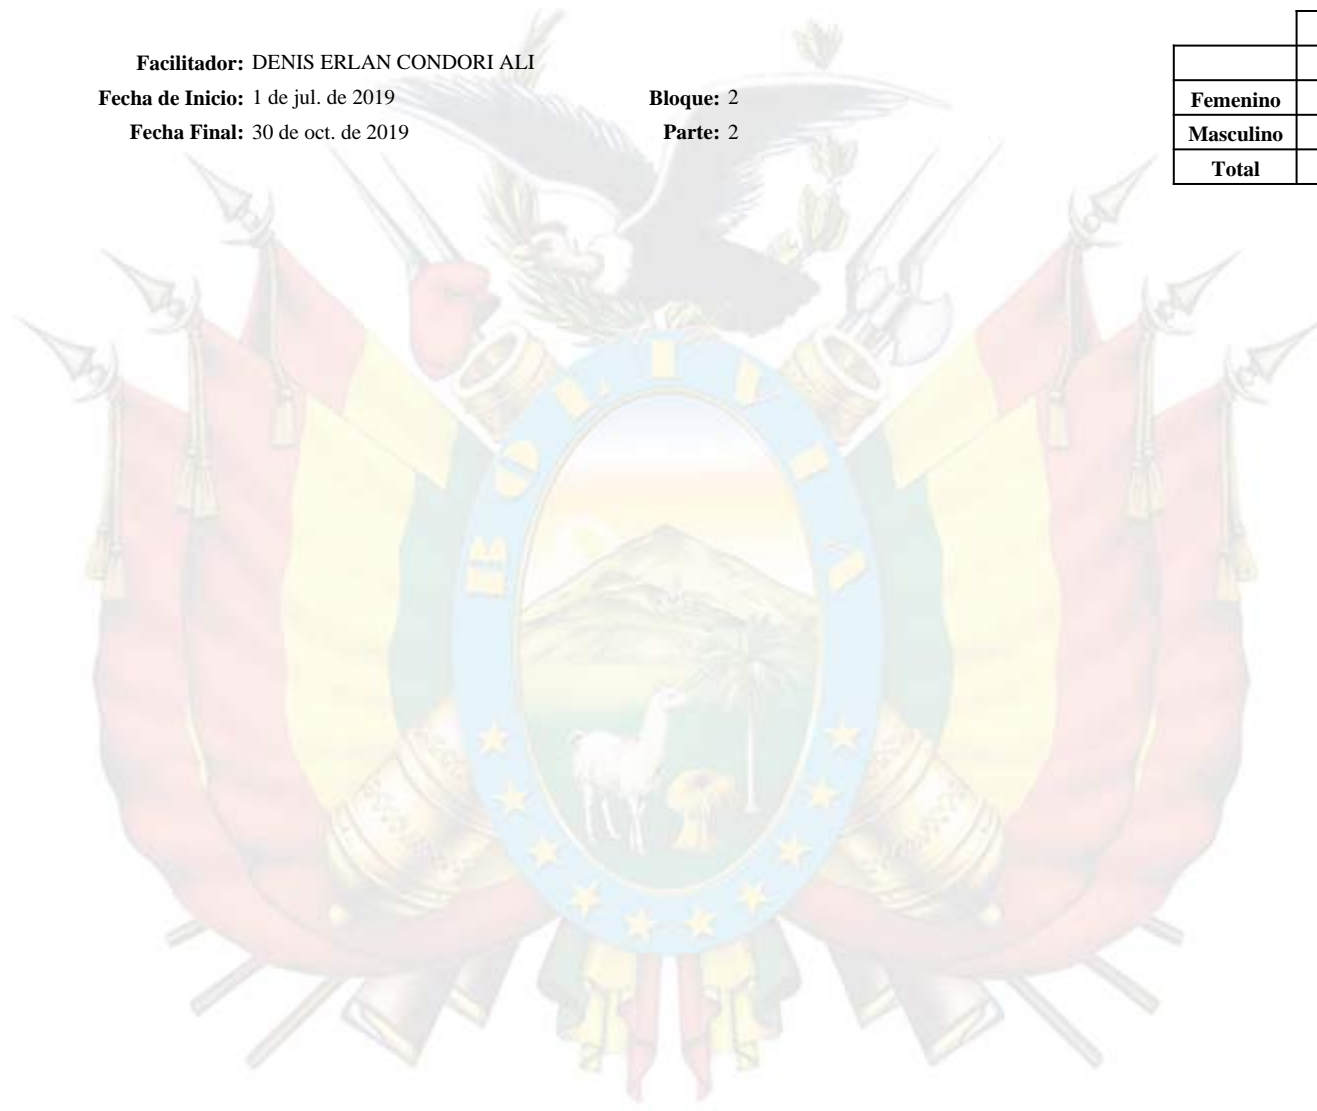 Facilitador: DENIS ERLAN CONDORI ALI
Fecha de Inicio: 1 de jul. de 2019 Bloque: 2
Fecha Final: 30 de oct. de 2019 Parte: 2
Femenino
Masculino
Total
BOLIVIA